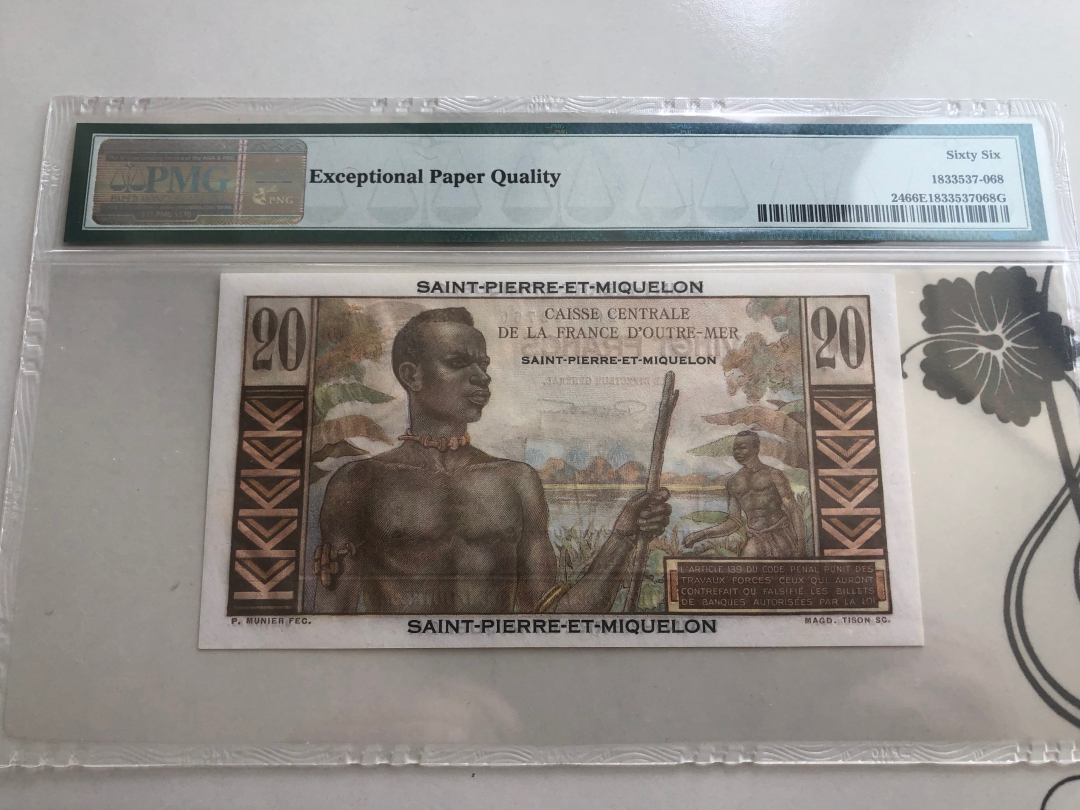 PMG
PNG
Exceptional Paper Quality
Sixty Six
1833537-068
2466E1833537068G
SAINT-PIERRE-ET-MIQUELON
20
CAISSE CENTRALE
DE LA FRANCE D'OUTRE-MER
SAINT-PIERRE-ET-MIQUELON
20
L'ARTICLE 139 DU CODE PENAL PUNIT DES
TRAVAUX FORCES CEUX QUI AURONT
CONTREFAIT OU FALSIFIE LES BILLETS
DE BANQUES AUTORISÉES PAR LA LOI
P. MUNIER FEC.
SAINT-PIERRE-ET-MIQUELON
MAGD. TISON SC.